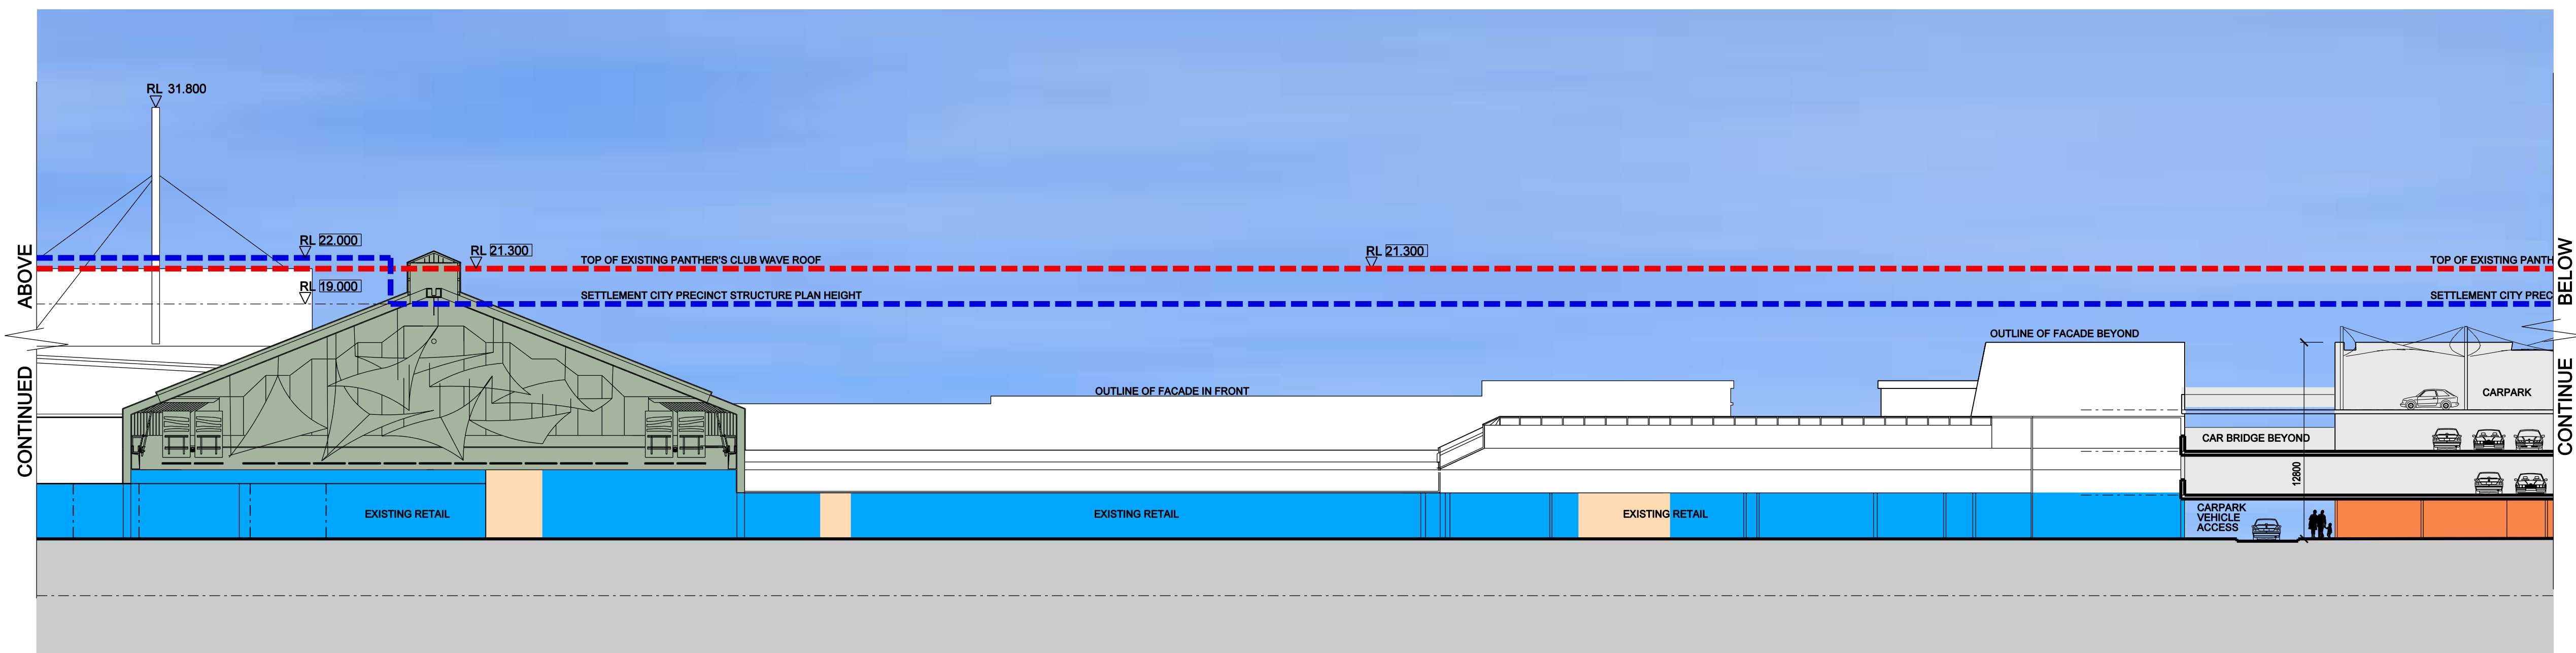 RL 31.800
RL 22.000
RL 21.300
RL 21.300
TOP OF EXISTING PANTHER'S CLUB WAVE ROOF
TOP OF EXISTING PANTH
RL 19.000
SETTLEMENT CITY PRECINCT STRUCTURE PLAN HEIGHT
SETTLEMENT CITY PREC
CONTINUED ABOVE
CONTINUE BELOW
OUTLINE OF FACADE BEYOND
OUTLINE OF FACADE IN FRONT
CARPARK
CAR BRIDGE BEYOND
12800
EXISTING RETAIL
EXISTING RETAIL
EXISTING RETAIL
CARPARK
VEHICLE
ACCESS